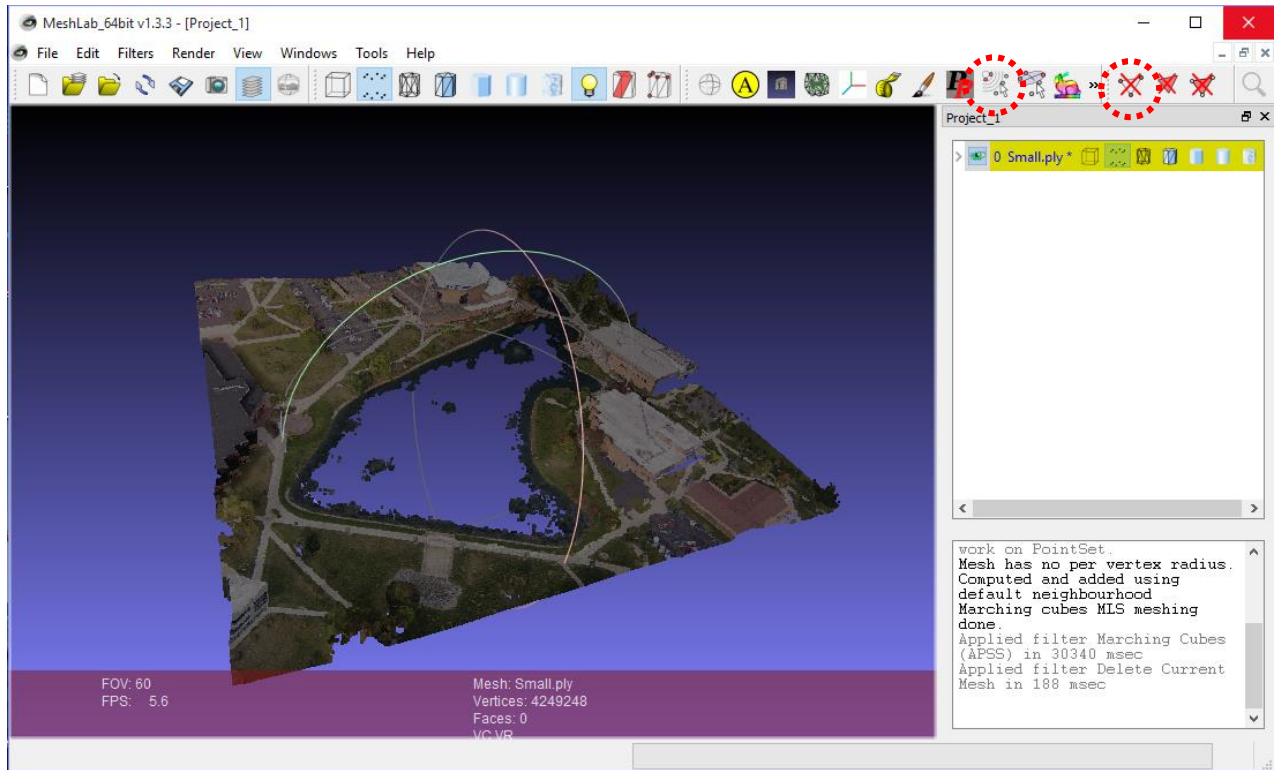 MeshLab_64bit v1.3.3 - [Project_1]
File Edit Filters Render View Windows Tools Help
A
»
Project_1
0 Small.ply *
work on PointSet.
Mesh has no per vertex radius.
Computed and added using
default neighbourhood
Marching cubes MLS meshing
done.
Applied filter Marching Cubes
(APSS) in 30340 msec
Applied filter Delete Current
Mesh in 188 msec
FOV: 60
FPS: 5.6
Mesh: Small.ply
Vertices: 4249248
Faces: 0
VC VR